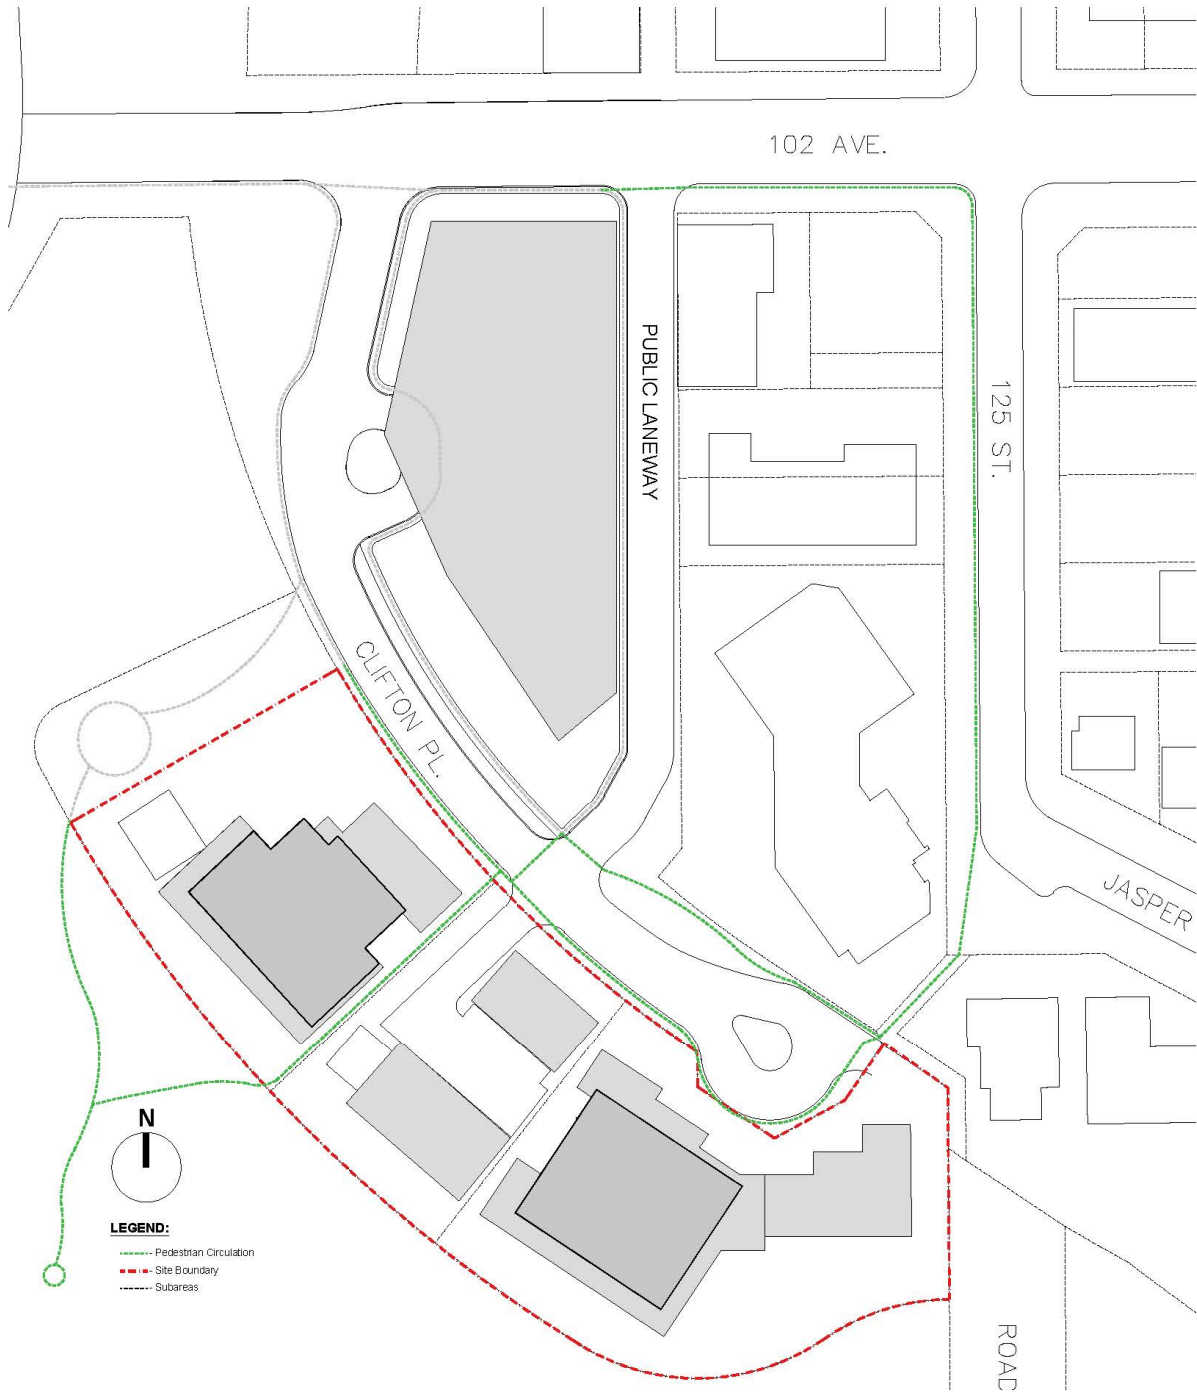 102 AVE.
PUBLIC LANEWAY
125 ST.
CLIFTON PL.
JASPER
N
LEGEND:
Pedestrian Circulation
Site Boundary
Subareas
ROAD